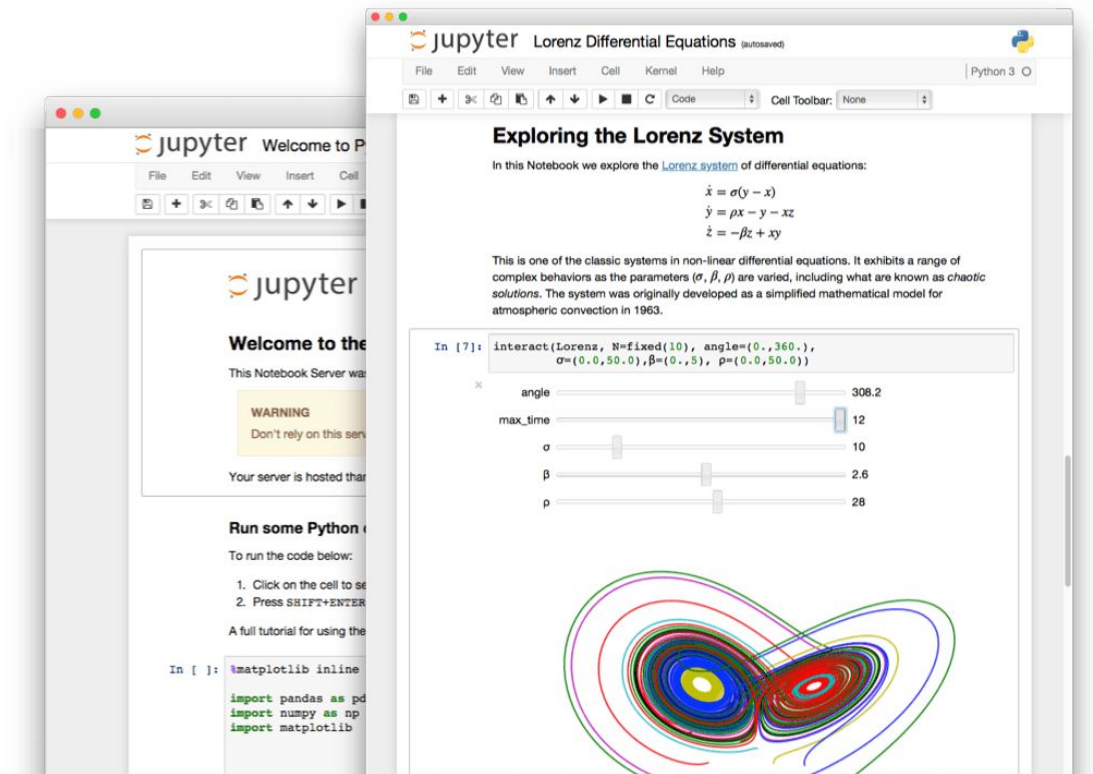 jupyter Lorenz Differential Equations (autosaved)
File Edit View Insert Cell Kernel Help Python 3
Code Cell Toolbar: None
Exploring the Lorenz System
In this Notebook we explore the Lorenz system of differential equations:
ẋ = σ(y − x)
ẏ = ρx − y − xz
ż = −βz + xy
This is one of the classic systems in non-linear differential equations. It exhibits a range of
complex behaviors as the parameters (σ, β, ρ) are varied, including what are known as chaotic
solutions. The system was originally developed as a simplified mathematical model for
atmospheric convection in 1963.
In [7]: interact(Lorenz, N=fixed(10), angle=(0.,360.),
σ=(0.0,50.0),β=(0.,5), ρ=(0.0,50.0))
angle 308.2
max_time 12
σ 10
β 2.6
ρ 28
jupyter Welcome to P
File Edit View Insert Cell
jupyter
Welcome to the
This Notebook Server was
WARNING
Don't rely on this serv
Your server is hosted than
Run some Python
To run the code below:
1. Click on the cell to se
2. Press SHIFT+ENTER
A full tutorial for using the
In [ ]: %matplotlib inline
import pandas as pd
import numpy as np
import matplotlib